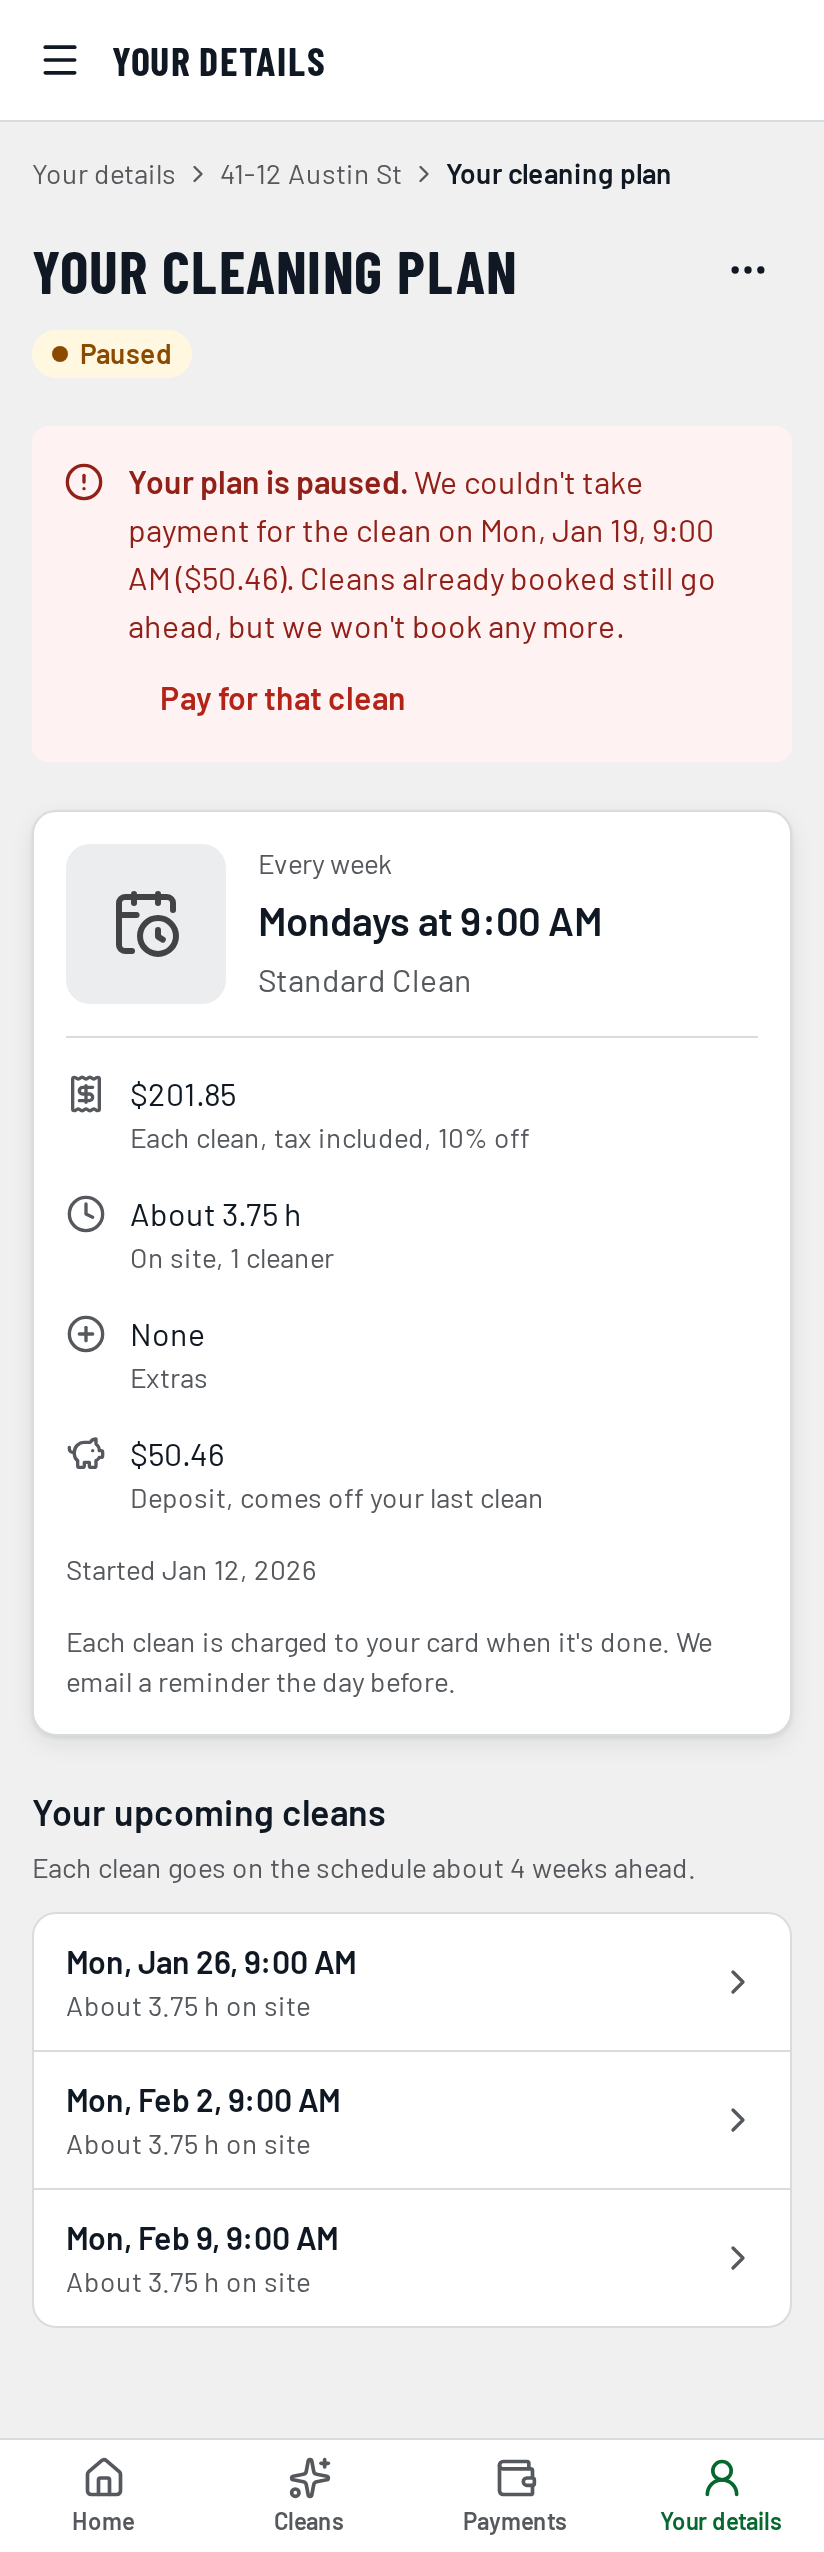 YOUR DETAILS
Your details > 41-12 Austin St > Your cleaning plan
YOUR CLEANING PLAN
Paused
Your plan is paused. We couldn't take
payment for the clean on Mon, Jan 19, 9:00
AM ($50.46). Cleans already booked still go
ahead, but we won't book any more.
Pay for that clean
Every week
Mondays at 9:00 AM
Standard Clean
$201.85
Each clean, tax included, 10% off
About 3.75 h
On site, 1 cleaner
None
Extras
$50.46
Deposit, comes off your last clean
Started Jan 12, 2026
Each clean is charged to your card when it's done. We
email a reminder the day before.
Your upcoming cleans
Each clean goes on the schedule about 4 weeks ahead.
Mon, Jan 26, 9:00 AM
About 3.75 h on site
Mon, Feb 2, 9:00 AM
About 3.75 h on site
Mon, Feb 9, 9:00 AM
About 3.75 h on site
Home Cleans Payments Your details